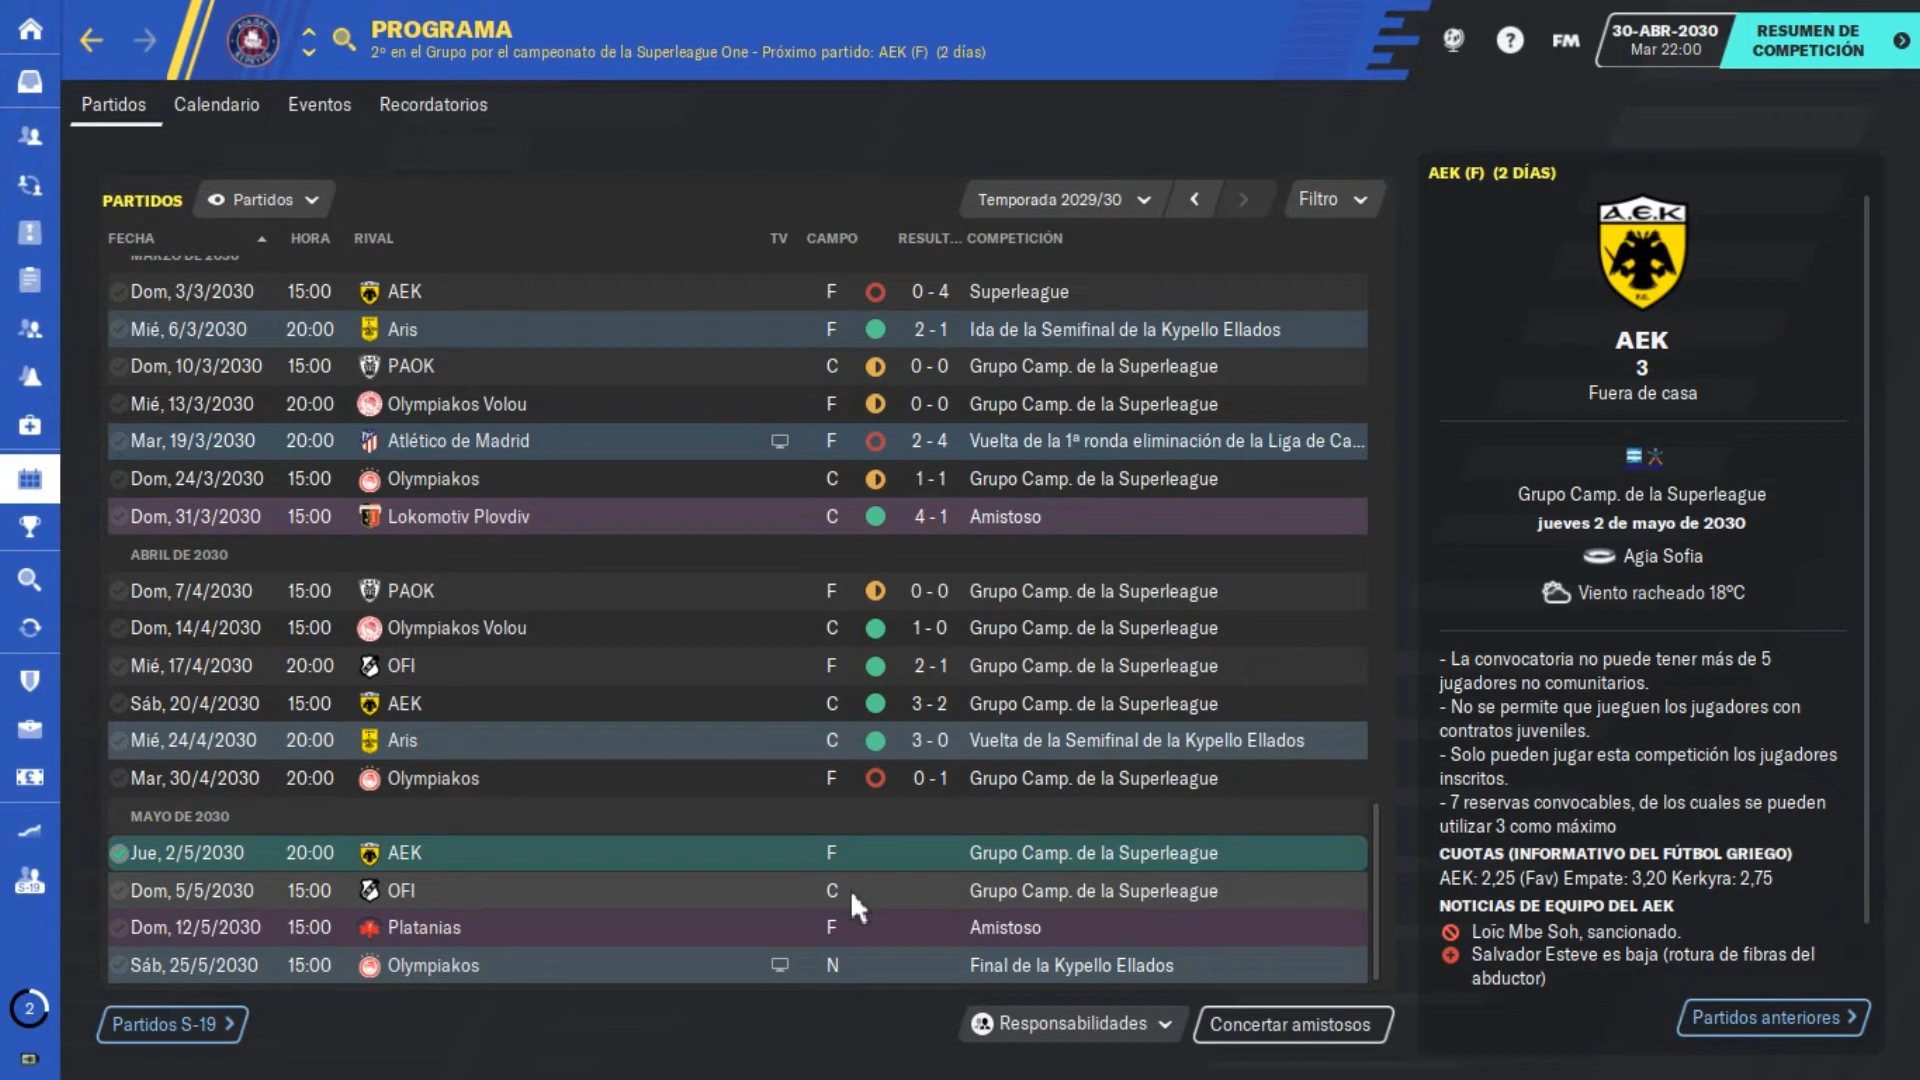 PROGRAMA
2º en el Grupo por el campeonato de la Superleague One - Próximo partido: AEK (F) (2 días)
FM
30-ABR-2030
Mar 22:00
RESUMEN DE
COMPETICIÓN
Partidos Calendario Eventos Recordatorios
PARTIDOS Partidos Temporada 2029/30 Filtro
FECHA HORA RIVAL TV CAMPO RESULT... COMPETICIÓN
MARZO DE 2030
Dom, 3/3/2030 15:00 AEK F 0 - 4 Superleague
Mié, 6/3/2030 20:00 Aris F 2 - 1 Ida de la Semifinal de la Kypello Ellados
Dom, 10/3/2030 15:00 PAOK C 0 - 0 Grupo Camp. de la Superleague
Mié, 13/3/2030 20:00 Olympiakos Volou F 0 - 0 Grupo Camp. de la Superleague
Mar, 19/3/2030 20:00 Atlético de Madrid F 2 - 4 Vuelta de la 1ª ronda eliminación de la Liga de Ca...
Dom, 24/3/2030 15:00 Olympiakos C 1 - 1 Grupo Camp. de la Superleague
Dom, 31/3/2030 15:00 Lokomotiv Plovdiv C 4 - 1 Amistoso
ABRIL DE 2030
Dom, 7/4/2030 15:00 PAOK F 0 - 0 Grupo Camp. de la Superleague
Dom, 14/4/2030 15:00 Olympiakos Volou C 1 - 0 Grupo Camp. de la Superleague
Mié, 17/4/2030 20:00 OFI F 2 - 1 Grupo Camp. de la Superleague
Sáb, 20/4/2030 15:00 AEK C 3 - 2 Grupo Camp. de la Superleague
Mié, 24/4/2030 20:00 Aris C 3 - 0 Vuelta de la Semifinal de la Kypello Ellados
Mar, 30/4/2030 20:00 Olympiakos F 0 - 1 Grupo Camp. de la Superleague
MAYO DE 2030
Jue, 2/5/2030 20:00 AEK F Grupo Camp. de la Superleague
Dom, 5/5/2030 15:00 OFI C Grupo Camp. de la Superleague
Dom, 12/5/2030 15:00 Platanias F Amistoso
Sáb, 25/5/2030 15:00 Olympiakos N Final de la Kypello Ellados
Partidos S-19
Responsabilidades
Concertar amistosos
S-19
2
AEK (F) (2 DÍAS)
A.E.K
F.C.
AEK
3
Fuera de casa
Grupo Camp. de la Superleague
jueves 2 de mayo de 2030
Agia Sofia
Viento racheado 18ºC
- La convocatoria no puede tener más de 5
jugadores no comunitarios.
- No se permite que jueguen los jugadores con
contratos juveniles.
- Solo pueden jugar esta competición los jugadores
inscritos.
- 7 reservas convocables, de los cuales se pueden
utilizar 3 como máximo
CUOTAS (INFORMATIVO DEL FÚTBOL GRIEGO)
AEK: 2,25 (Fav) Empate: 3,20 Kerkyra: 2,75
NOTICIAS DE EQUIPO DEL AEK
Loïc Mbe Soh, sancionado.
Salvador Esteve es baja (rotura de fibras del
abductor)
Partidos anteriores